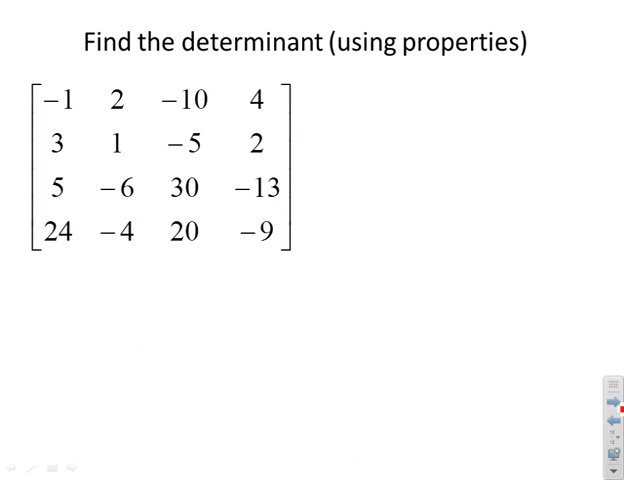 Find the determinant (using properties)
−1 2 −10 4
3 1 −5 2
5 −6 30 −13
24 −4 20 −9